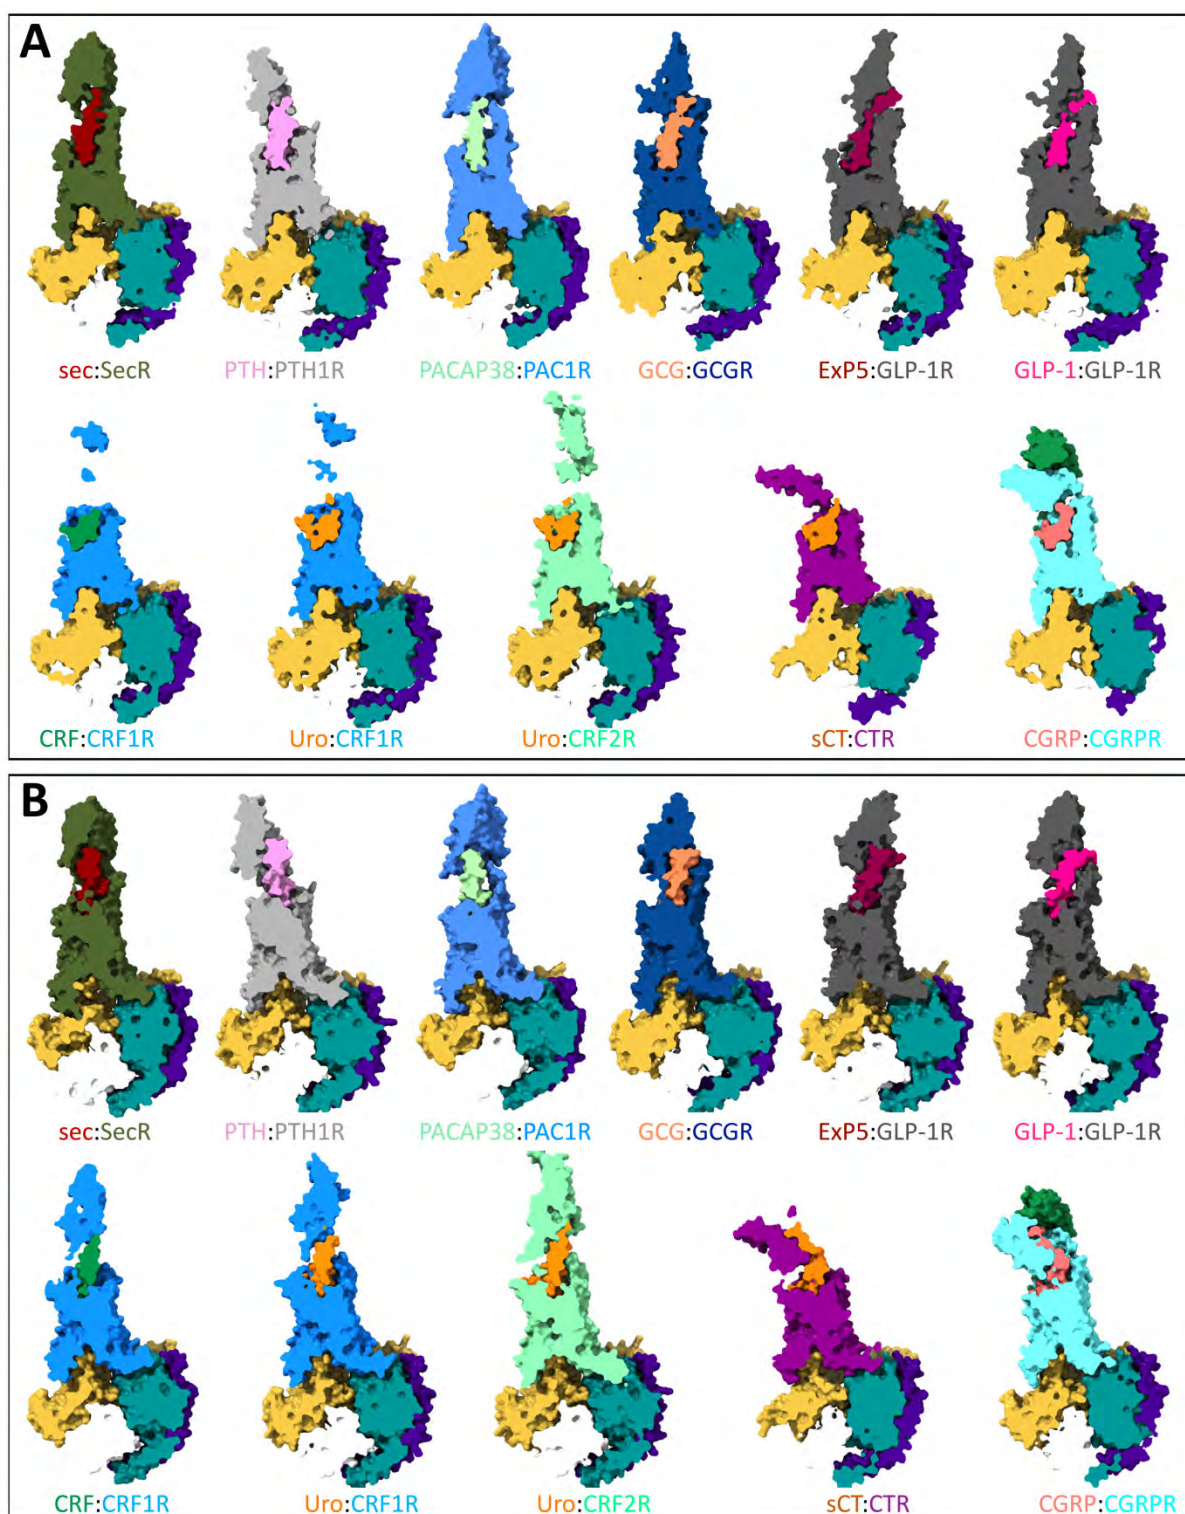 A
sec:SecR PTH:PTH1R PACAP38:PAC1R GCG:GCGR ExP5:GLP-1R GLP-1:GLP-1R
CRF:CRF1R Uro:CRF1R Uro:CRF2R sCT:CTR CGRP:CGRPR
B
sec:SecR PTH:PTH1R PACAP38:PAC1R GCG:GCGR ExP5:GLP-1R GLP-1:GLP-1R
CRF:CRF1R Uro:CRF1R Uro:CRF2R sCT:CTR CGRP:CGRPR